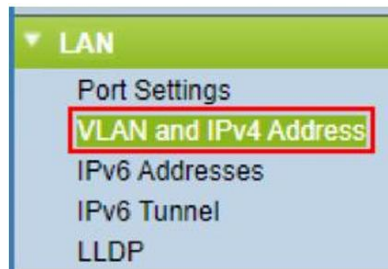 LAN
Port Settings
VLAN and IPv4 Address
IPv6 Addresses
IPv6 Tunnel
LLDP